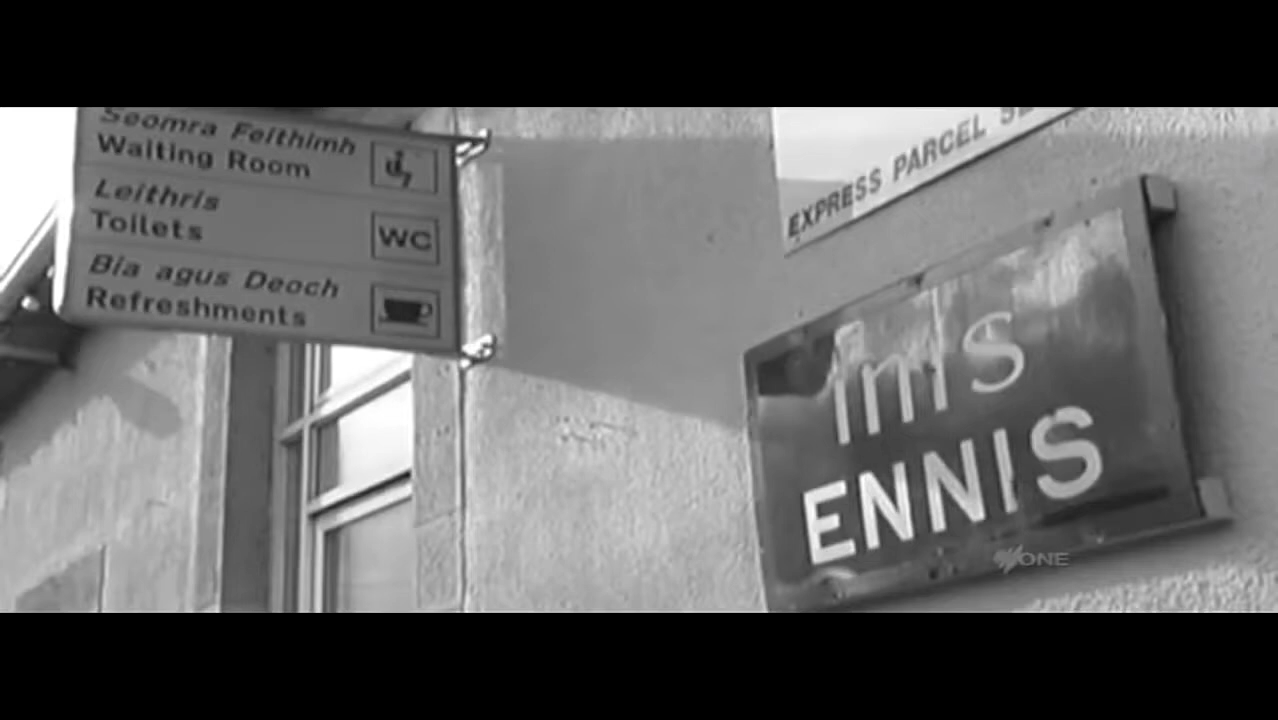 Seomra Feithimh
Waiting Room
Leithris
Toilets
WC
Bia agus Deoch
Refreshments
EXPRESS PARCEL
Inis
ENNIS
ONE